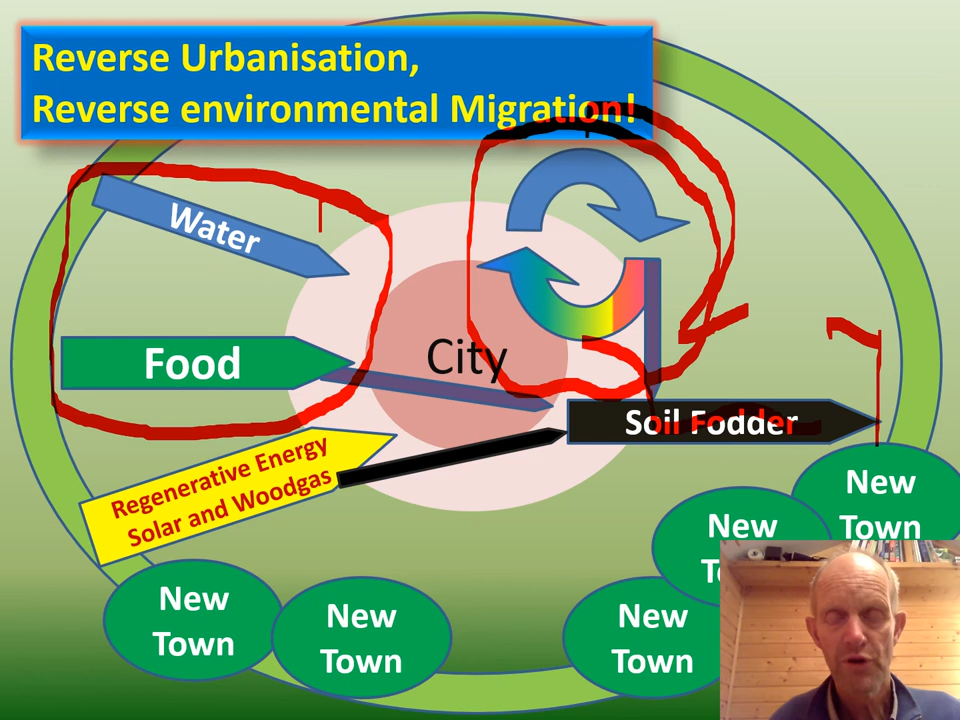 Reverse Urbanisation,
Reverse environmental Migration!
Water
Food
City
Soil Fodder
Regenerative Energy
Solar and Woodgas
New
Town
New
Town
New
Town
New
New
Town